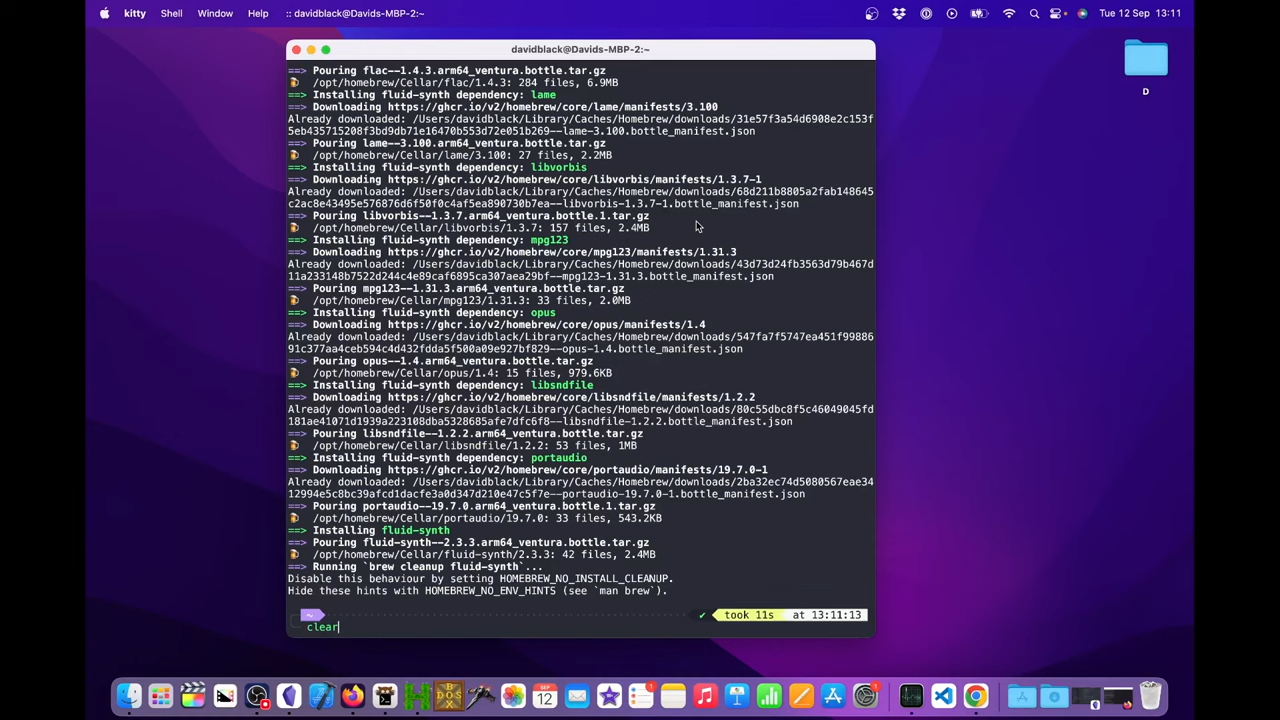 kitty Shell Window Help :: davidblack@Davids-MBP-2:~ Tue 12 Sep 13:11
davidblack@Davids-MBP-2:~
==> Pouring flac--1.4.3.arm64_ventura.bottle.tar.gz
/opt/homebrew/Cellar/flac/1.4.3: 284 files, 6.9MB
==> Installing fluid-synth dependency: lame
==> Downloading https://ghcr.io/v2/homebrew/core/lame/manifests/3.100
Already downloaded: /Users/davidblack/Library/Caches/Homebrew/downloads/31e57f3a54d6908e2c153f
5eb435715208f3bd9db71e16470b553d72e051b269--lame-3.100.bottle_manifest.json
==> Pouring lame--3.100.arm64_ventura.bottle.tar.gz
/opt/homebrew/Cellar/lame/3.100: 27 files, 2.2MB
==> Installing fluid-synth dependency: libvorbis
==> Downloading https://ghcr.io/v2/homebrew/core/libvorbis/manifests/1.3.7-1
Already downloaded: /Users/davidblack/Library/Caches/Homebrew/downloads/68d211b8805a2fab148645
c2ac8e43495e576876d6f50f0c4af5ea890730b7ea--libvorbis-1.3.7-1.bottle_manifest.json
==> Pouring libvorbis--1.3.7.arm64_ventura.bottle.1.tar.gz
/opt/homebrew/Cellar/libvorbis/1.3.7: 157 files, 2.4MB
==> Installing fluid-synth dependency: mpg123
==> Downloading https://ghcr.io/v2/homebrew/core/mpg123/manifests/1.31.3
Already downloaded: /Users/davidblack/Library/Caches/Homebrew/downloads/43d73d24fb3563d79b467d
11a233148b7522d244c4e89caf6895ca307aea29bf--mpg123-1.31.3.bottle_manifest.json
==> Pouring mpg123--1.31.3.arm64_ventura.bottle.tar.gz
/opt/homebrew/Cellar/mpg123/1.31.3: 33 files, 2.0MB
==> Installing fluid-synth dependency: opus
==> Downloading https://ghcr.io/v2/homebrew/core/opus/manifests/1.4
Already downloaded: /Users/davidblack/Library/Caches/Homebrew/downloads/547fa7f5747ea451f99886
91c377aa4ceb594c4d432fdda5f500a09e927bf829--opus-1.4.bottle_manifest.json
==> Pouring opus--1.4.arm64_ventura.bottle.tar.gz
/opt/homebrew/Cellar/opus/1.4: 15 files, 979.6KB
==> Installing fluid-synth dependency: libsndfile
==> Downloading https://ghcr.io/v2/homebrew/core/libsndfile/manifests/1.2.2
Already downloaded: /Users/davidblack/Library/Caches/Homebrew/downloads/80c55dbc8f5c46049045fd
181ae41071d1939a223108dba5328685afe7dfc6f8--libsndfile-1.2.2.bottle_manifest.json
==> Pouring libsndfile--1.2.2.arm64_ventura.bottle.tar.gz
/opt/homebrew/Cellar/libsndfile/1.2.2: 53 files, 1MB
==> Installing fluid-synth dependency: portaudio
==> Downloading https://ghcr.io/v2/homebrew/core/portaudio/manifests/19.7.0-1
Already downloaded: /Users/davidblack/Library/Caches/Homebrew/downloads/2ba32ec74d5080567eae34
12994e5c8bc39afcd1dacfe3a0d347d210e47c5f7e--portaudio-19.7.0-1.bottle_manifest.json
==> Pouring portaudio--19.7.0.arm64_ventura.bottle.1.tar.gz
/opt/homebrew/Cellar/portaudio/19.7.0: 33 files, 543.2KB
==> Installing fluid-synth
==> Pouring fluid-synth--2.3.3.arm64_ventura.bottle.tar.gz
/opt/homebrew/Cellar/fluid-synth/2.3.3: 42 files, 2.4MB
==> Running `brew cleanup fluid-synth`...
Disable this behaviour by setting HOMEBREW_NO_INSTALL_CLEANUP.
Hide these hints with HOMEBREW_NO_ENV_HINTS (see `man brew`).
~ ✔ took 11s at 13:11:13
clear
D
SEP
12
BOX
DOS